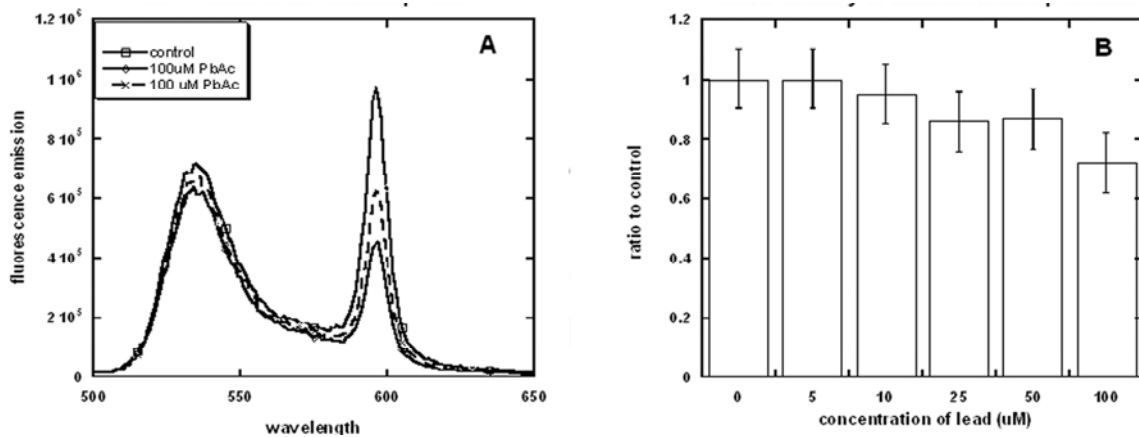 A
control
100uM PbAc
100 uM PbAc
1.2 10⁶
1 10⁶
8 10⁵
6 10⁵
4 10⁵
2 10⁵
0
fluorescence emission
500
550
600
650
wavelength
B
1.2
1
0.8
0.6
0.4
0.2
0
ratio to control
0
5
10
25
50
100
concentration of lead (uM)